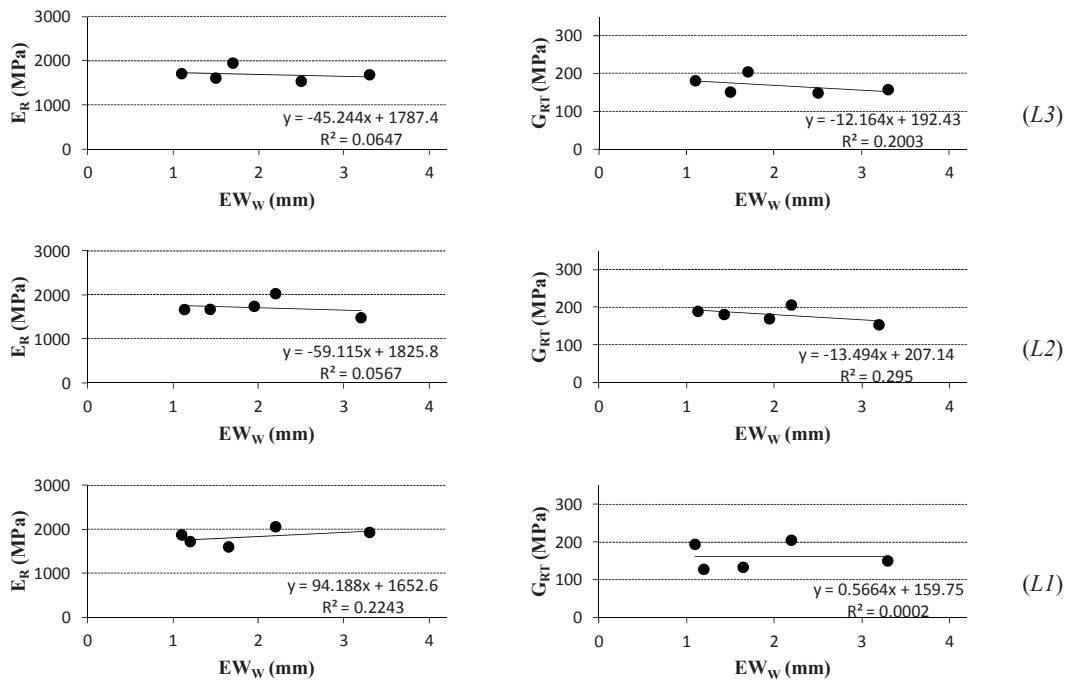 3000
2000
1000
0
E_R (MPa)
y = -45.244x + 1787.4
R² = 0.0647
0 1 2 3 4
EW_W (mm)
300
200
100
0
G_RT (MPa)
y = -12.164x + 192.43
R² = 0.2003
0 1 2 3 4
EW_W (mm)
(L3)
3000
2000
1000
0
E_R (MPa)
y = -59.115x + 1825.8
R² = 0.0567
0 1 2 3 4
EW_W (mm)
300
200
100
0
G_RT (MPa)
y = -13.494x + 207.14
R² = 0.295
0 1 2 3 4
EW_W (mm)
(L2)
3000
2000
1000
0
E_R (MPa)
y = 94.188x + 1652.6
R² = 0.2243
0 1 2 3 4
EW_W (mm)
300
200
100
0
G_RT (MPa)
y = 0.5664x + 159.75
R² = 0.0002
0 1 2 3 4
EW_W (mm)
(L1)